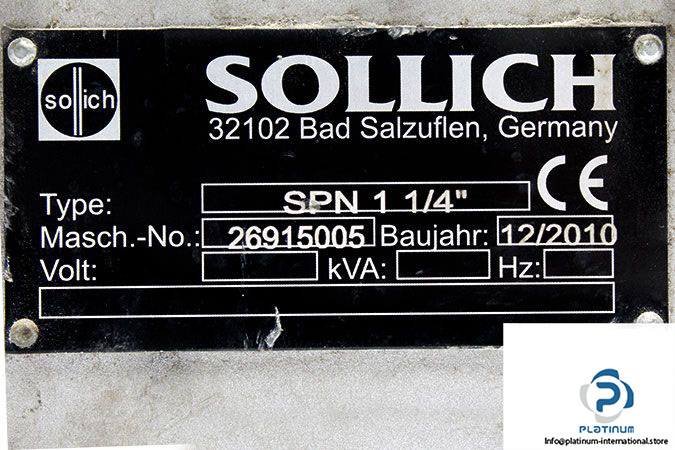 sollich
SOLLICH
32102 Bad Salzuflen, Germany
CE
Type: SPN 1 1/4"
Masch.-No.: 26915005 Baujahr: 12/2010
Volt: kVA: Hz:
P
PLATINUM
Info@platinum-international.store